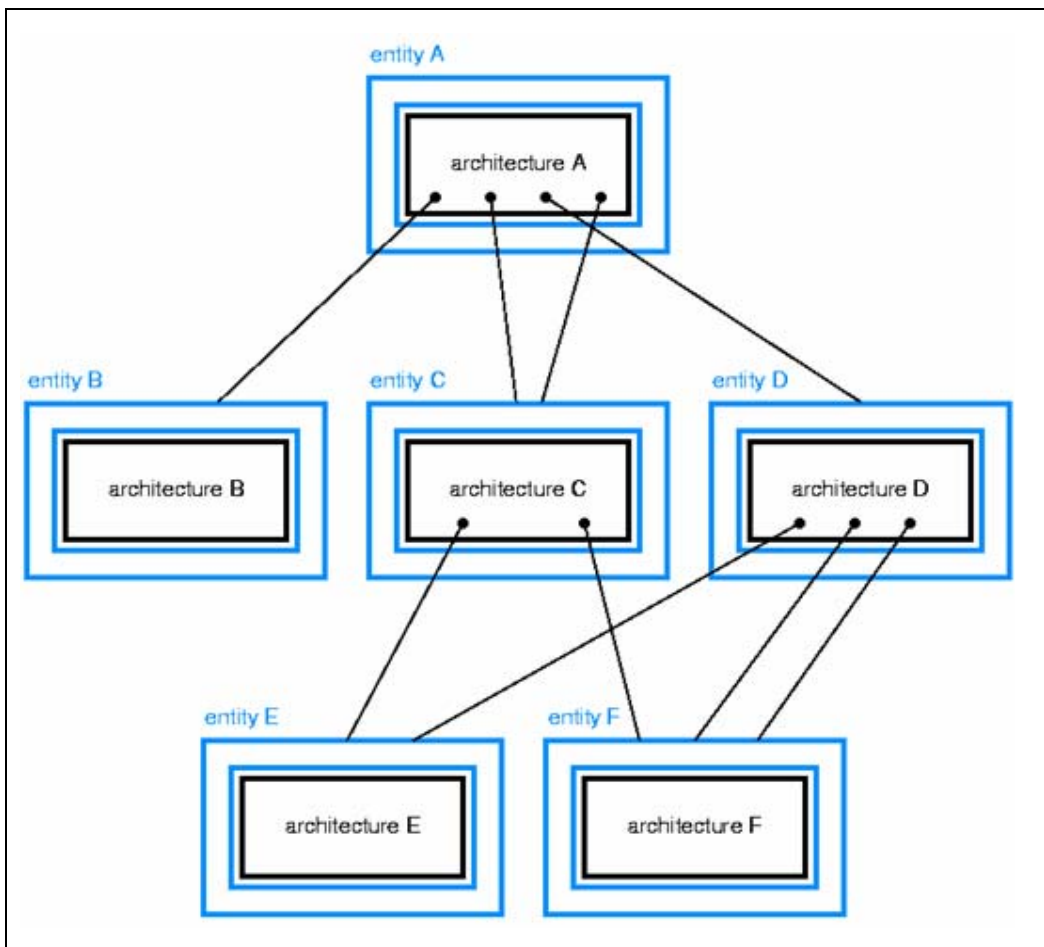 entity A
architecture A
entity B
entity C
entity D
architecture B
architecture C
architecture D
entity E
entity F
architecture E
architecture F